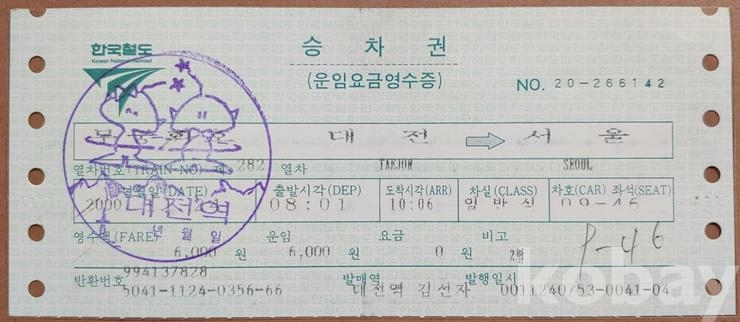 한국철도
Korean National Railroad
승 차 권
(운임요금영수증)
NO. 20-266142
대 전 서 울
열차번호(TRAIN-NO) 제 282 열차 TAEJON SEOUL
(DATE) 출발시각(DEP) 도착시각(ARR) 차실(CLASS) 차호(CAR) 좌석(SEAT)
2000 08:01 10:06 일 반 실 09-46
대전역
년 월 일
영수액(FARE) 6,000 원 운임 6,000 원 요금 0 원 비고
9-46
994137828
반환번호 5041-1124-0356-66 발매역 대전역 김선자 발행일시 0011240753-0041-04
kobay